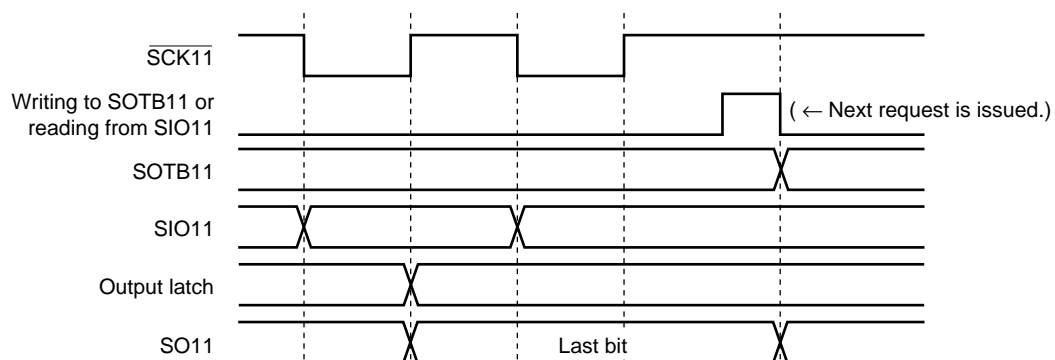 SCK11
Writing to SOTB11 or
reading from SIO11
( ← Next request is issued.)
SOTB11
SIO11
Output latch
SO11
Last bit